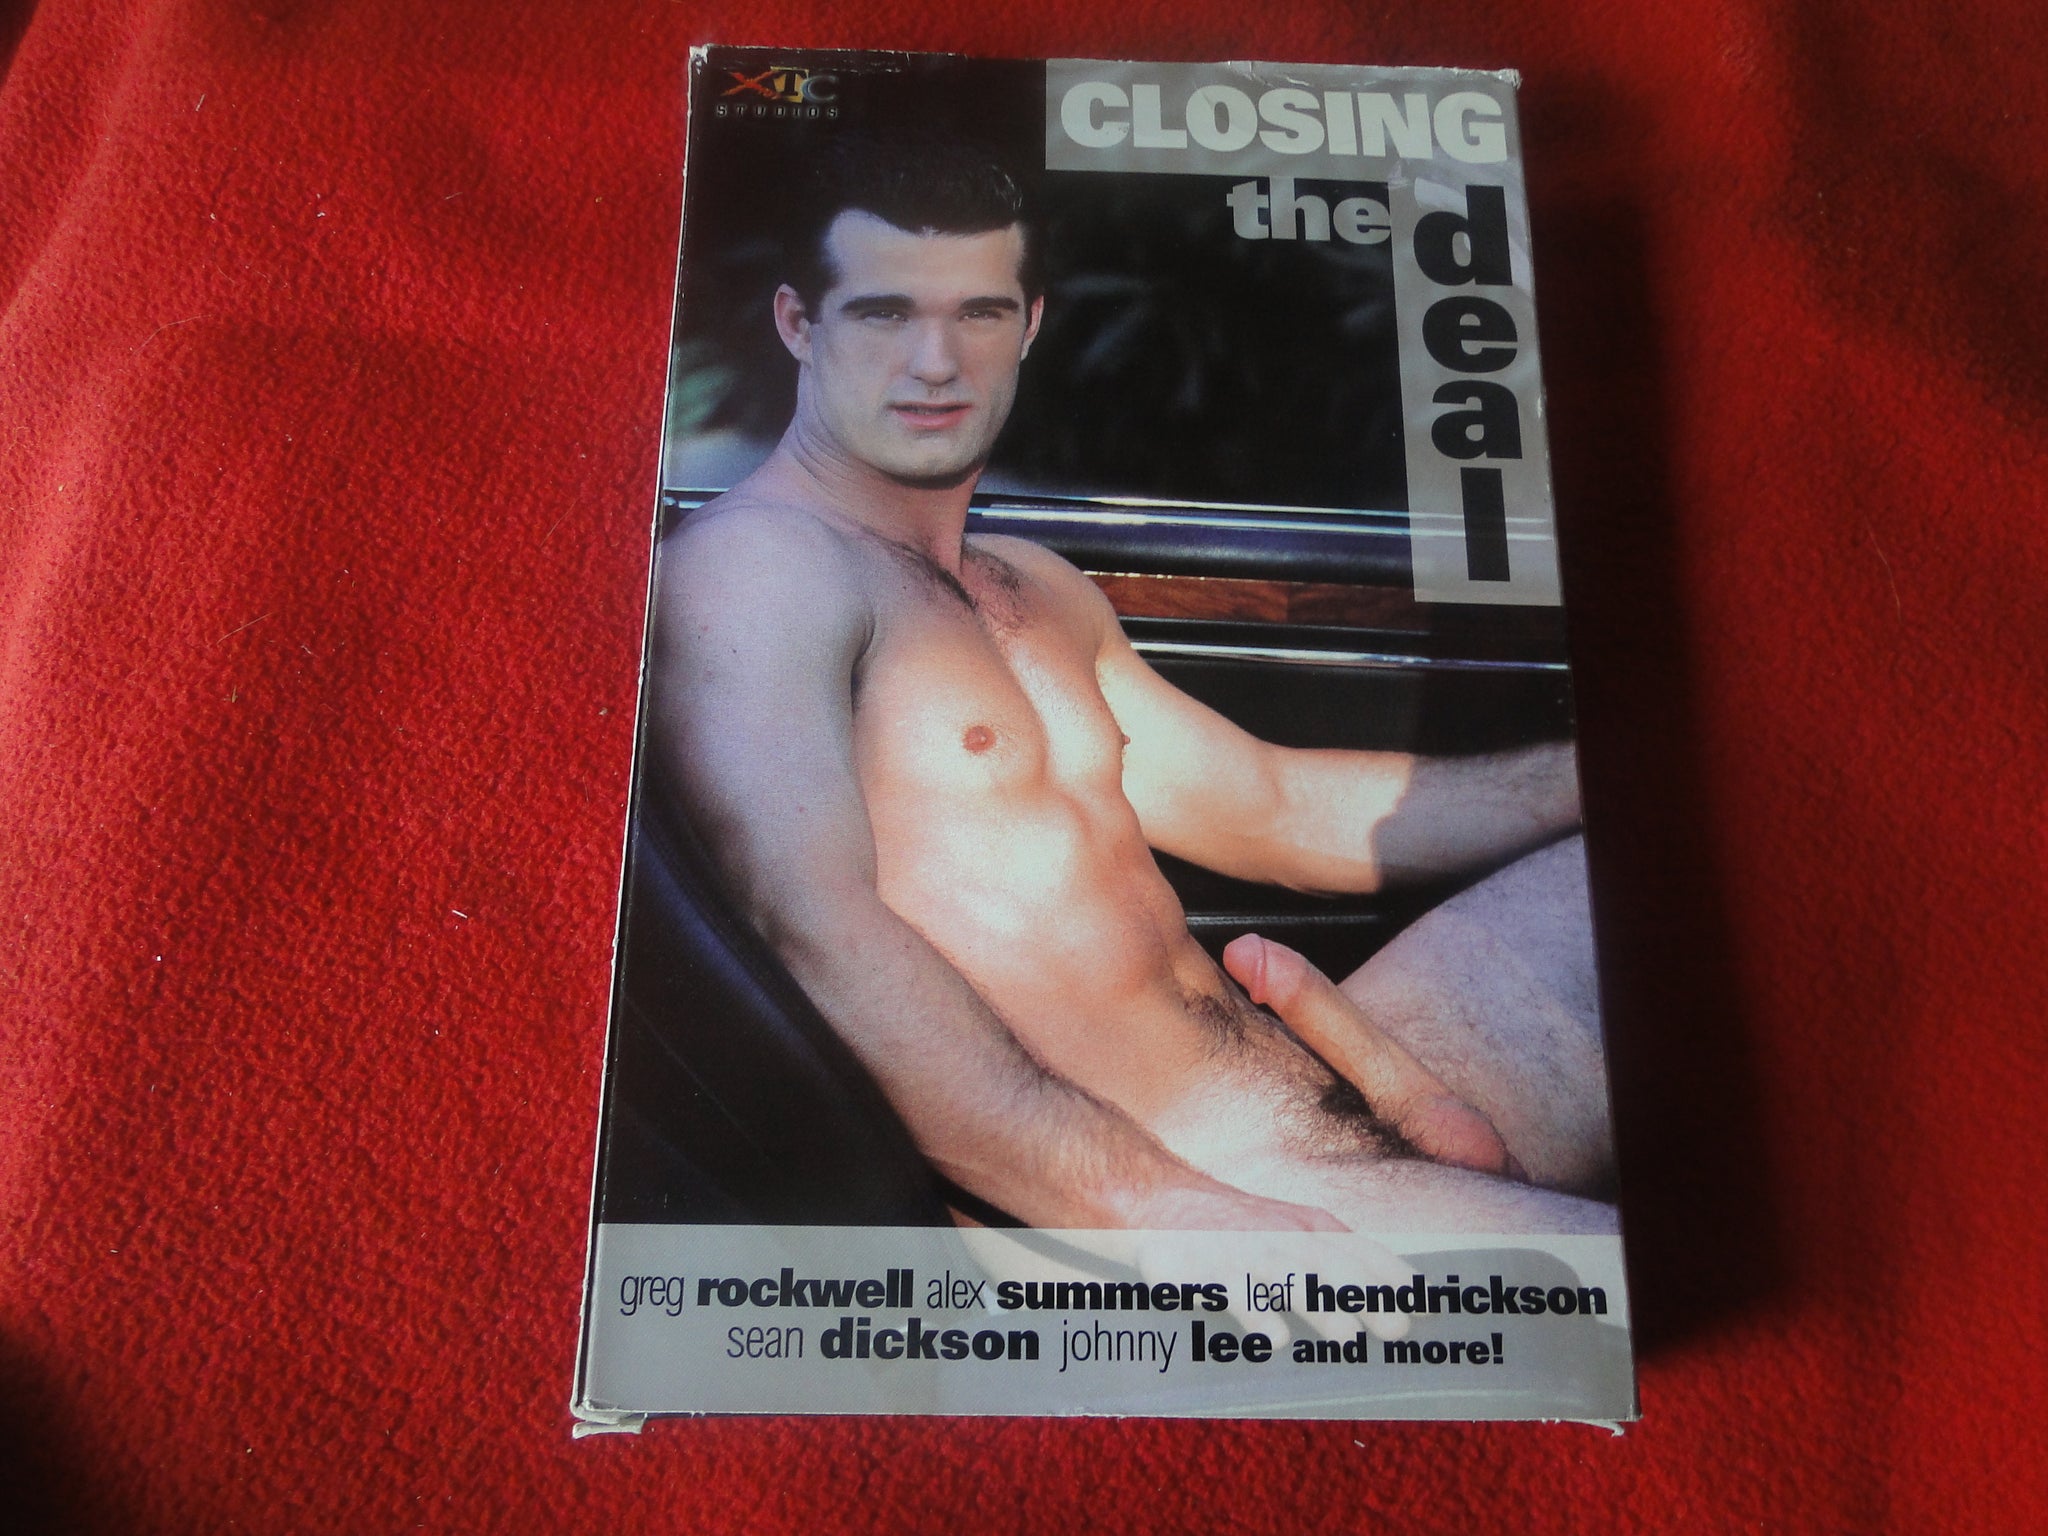 XTC
STUDIOS
CLOSING
the
deal
greg rockwell alex summers leaf hendrickson
sean dickson johnny lee and more!